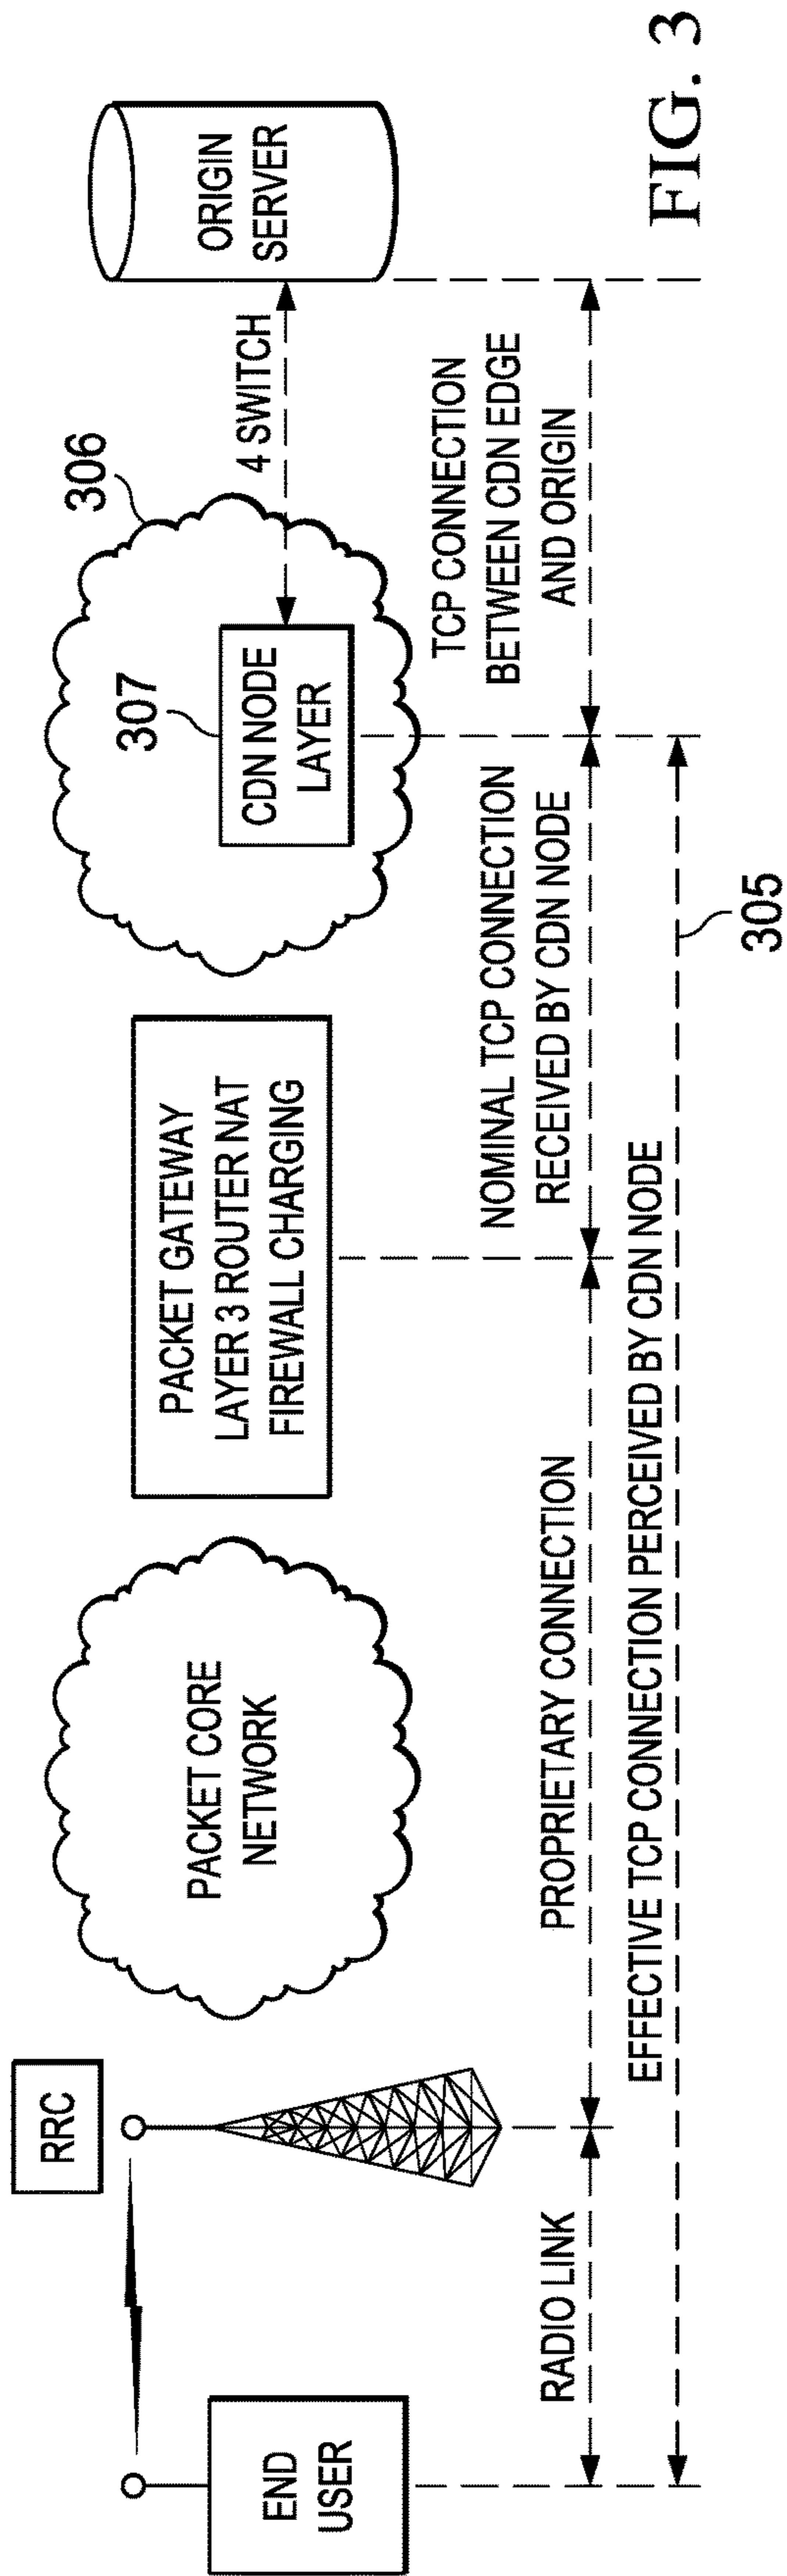 RRC
END
USER
PACKET CORE
NETWORK
PACKET GATEWAY
LAYER 3 ROUTER NAT
FIREWALL CHARGING
306
307
CDN NODE
LAYER
4 SWITCH
ORIGIN
SERVER
RADIO LINK
PROPRIETARY CONNECTION
NOMINAL TCP CONNECTION
RECEIVED BY CDN NODE
TCP CONNECTION
BETWEEN CDN EDGE
AND ORIGIN
EFFECTIVE TCP CONNECTION PERCEIVED BY CDN NODE
305
FIG. 3